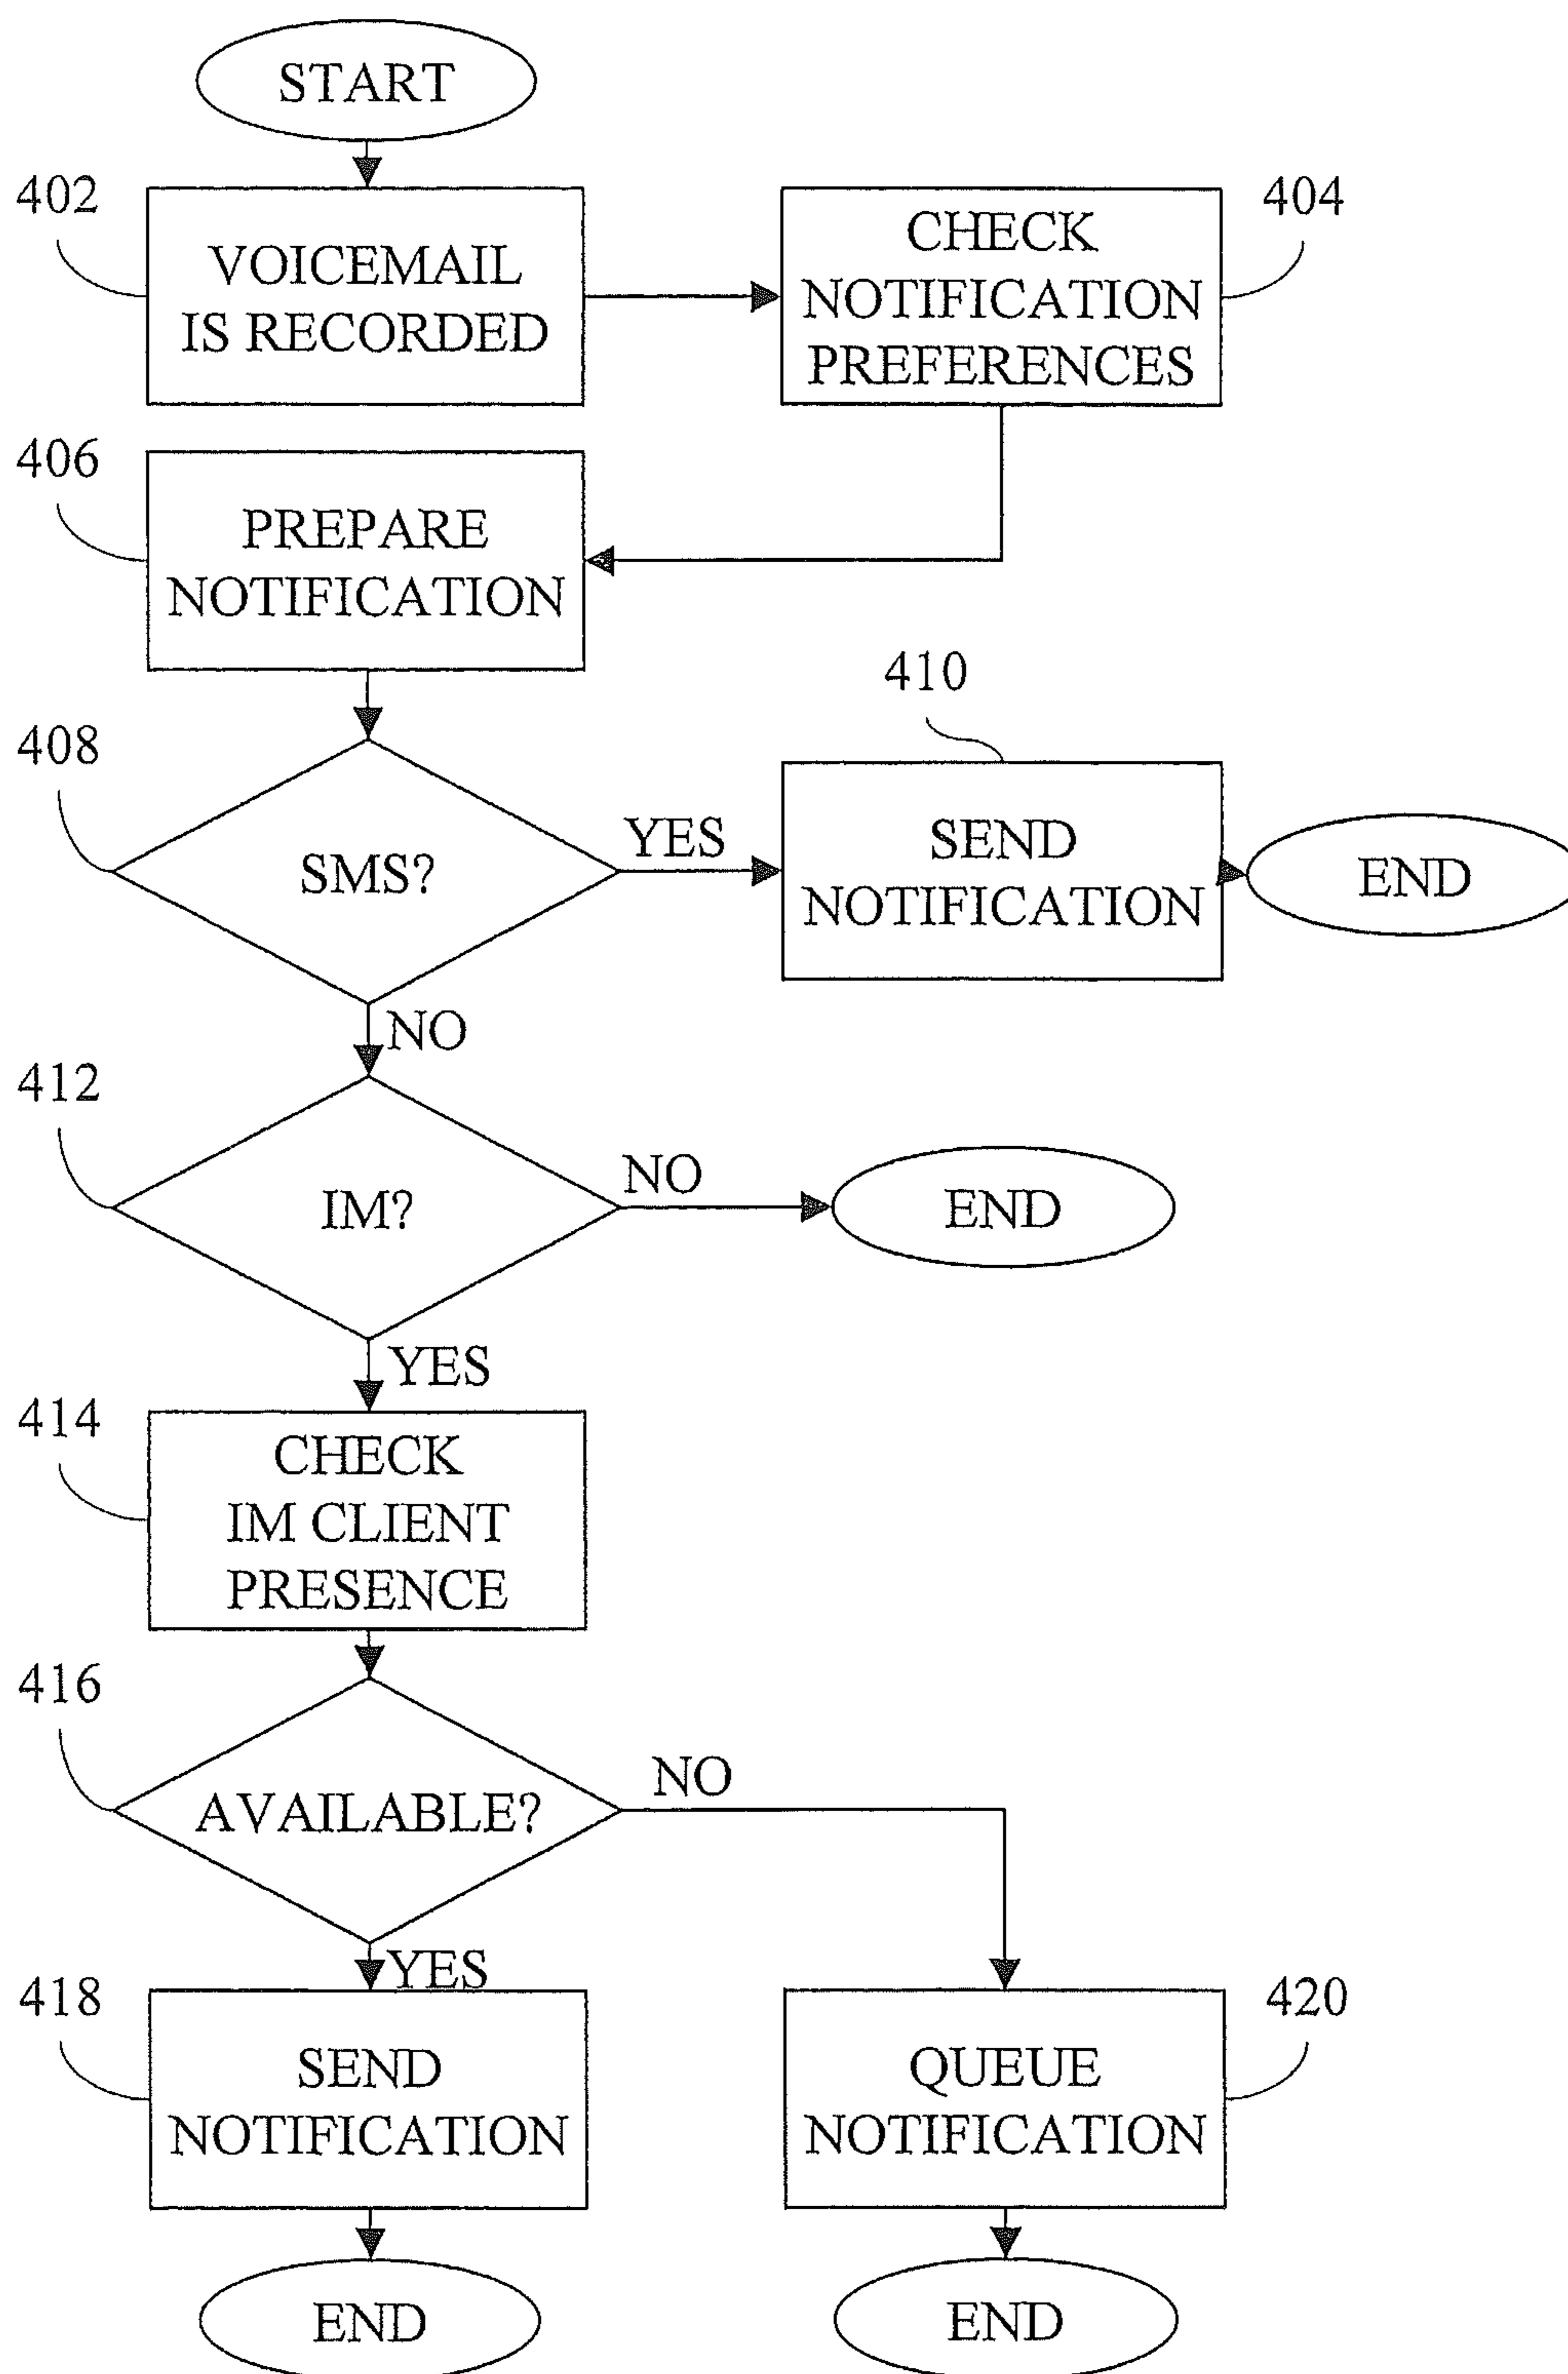 START
402
VOICEMAIL
IS RECORDED
404
CHECK
NOTIFICATION
PREFERENCES
406
PREPARE
NOTIFICATION
408
SMS?
YES
410
SEND
NOTIFICATION
END
NO
412
IM?
NO
END
YES
414
CHECK
IM CLIENT
PRESENCE
416
AVAILABLE?
NO
YES
418
SEND
NOTIFICATION
420
QUEUE
NOTIFICATION
END
END